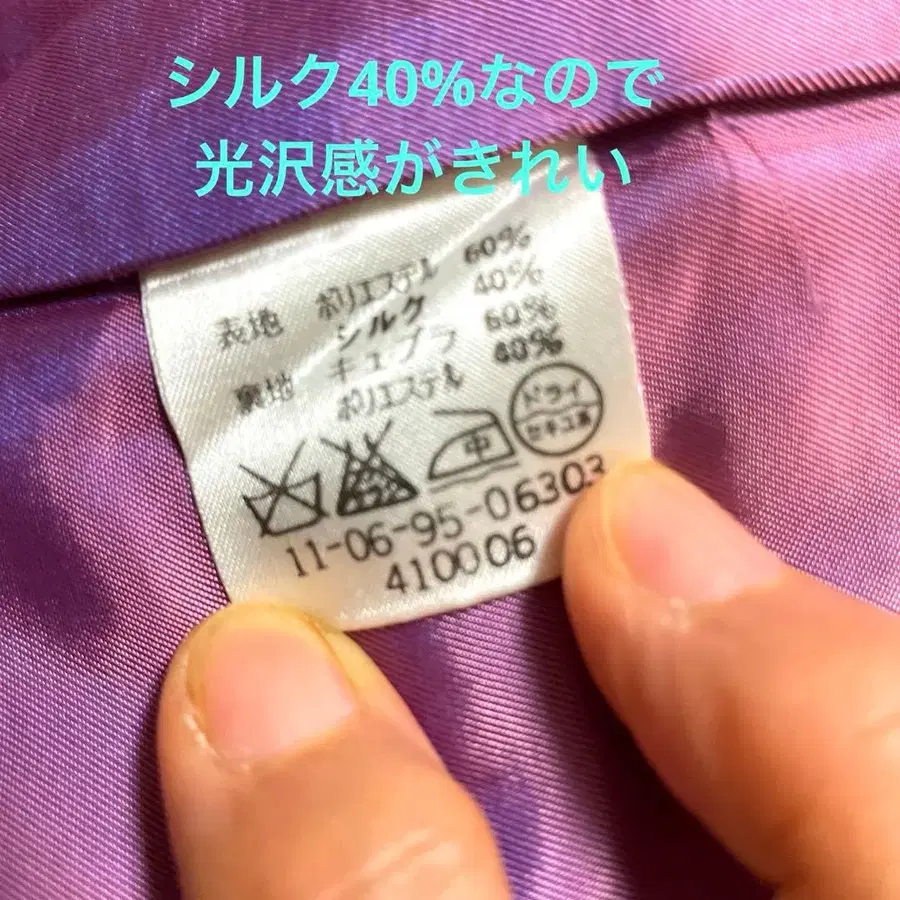 シルク40%なので
光沢感がきれい
表地 ポリエステル 60%
シルク 40%
裏地 キュプラ 60%
ポリエステル 40%
中
ドライ
セキユ系
11-06-95-06303
410006